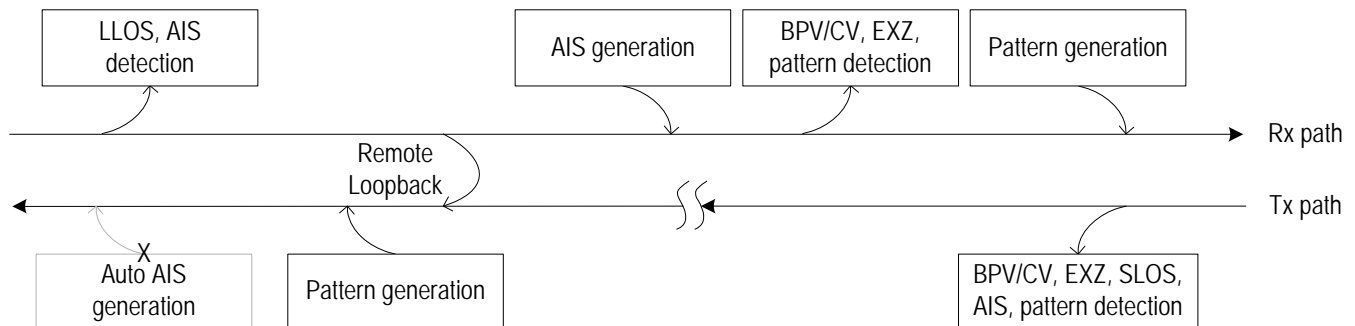 LLOS, AIS
detection
AIS generation
BPV/CV, EXZ,
pattern detection
Pattern generation
Rx path
Remote
Loopback
Tx path
X
Auto AIS
generation
Pattern generation
BPV/CV, EXZ, SLOS,
AIS, pattern detection